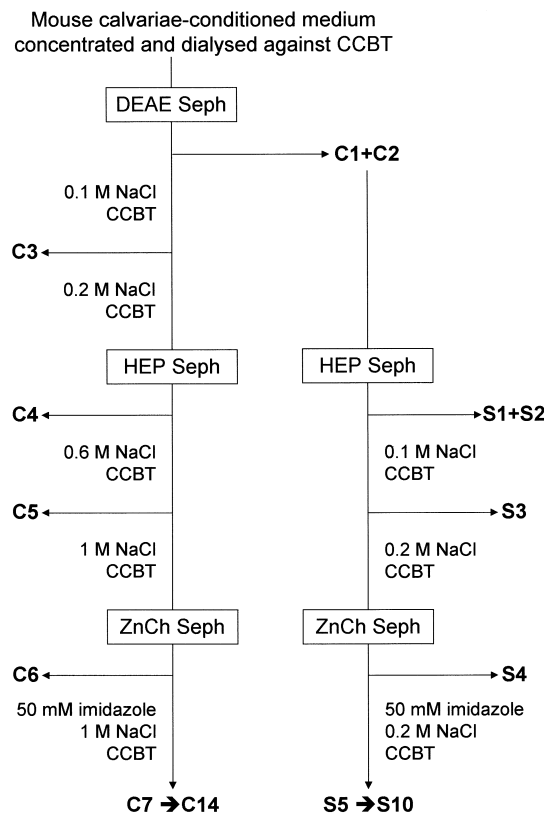 Mouse calvariae-conditioned medium
concentrated and dialysed against CCBT
DEAE Seph
C1+C2
0.1 M NaCl
CCBT
C3
0.2 M NaCl
CCBT
HEP Seph
HEP Seph
C4
S1+S2
0.6 M NaCl
CCBT
0.1 M NaCl
CCBT
C5
S3
1 M NaCl
CCBT
0.2 M NaCl
CCBT
ZnCh Seph
ZnCh Seph
C6
S4
50 mM imidazole
1 M NaCl
CCBT
50 mM imidazole
0.2 M NaCl
CCBT
C7 ➔C14
S5 ➔S10